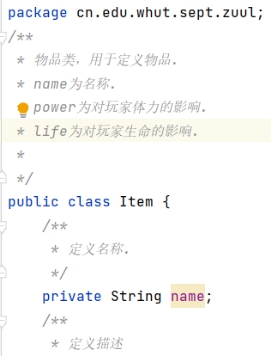 package cn.edu.whut.sept.zuul;
/**
 * 物品类，用于定义物品.
 * name为名称.
 * power为对玩家体力的影响.
 * life为对玩家生命的影响.
 *
 */
public class Item {
    /**
     * 定义名称.
     */
    private String name;
    /**
     * 定义描述